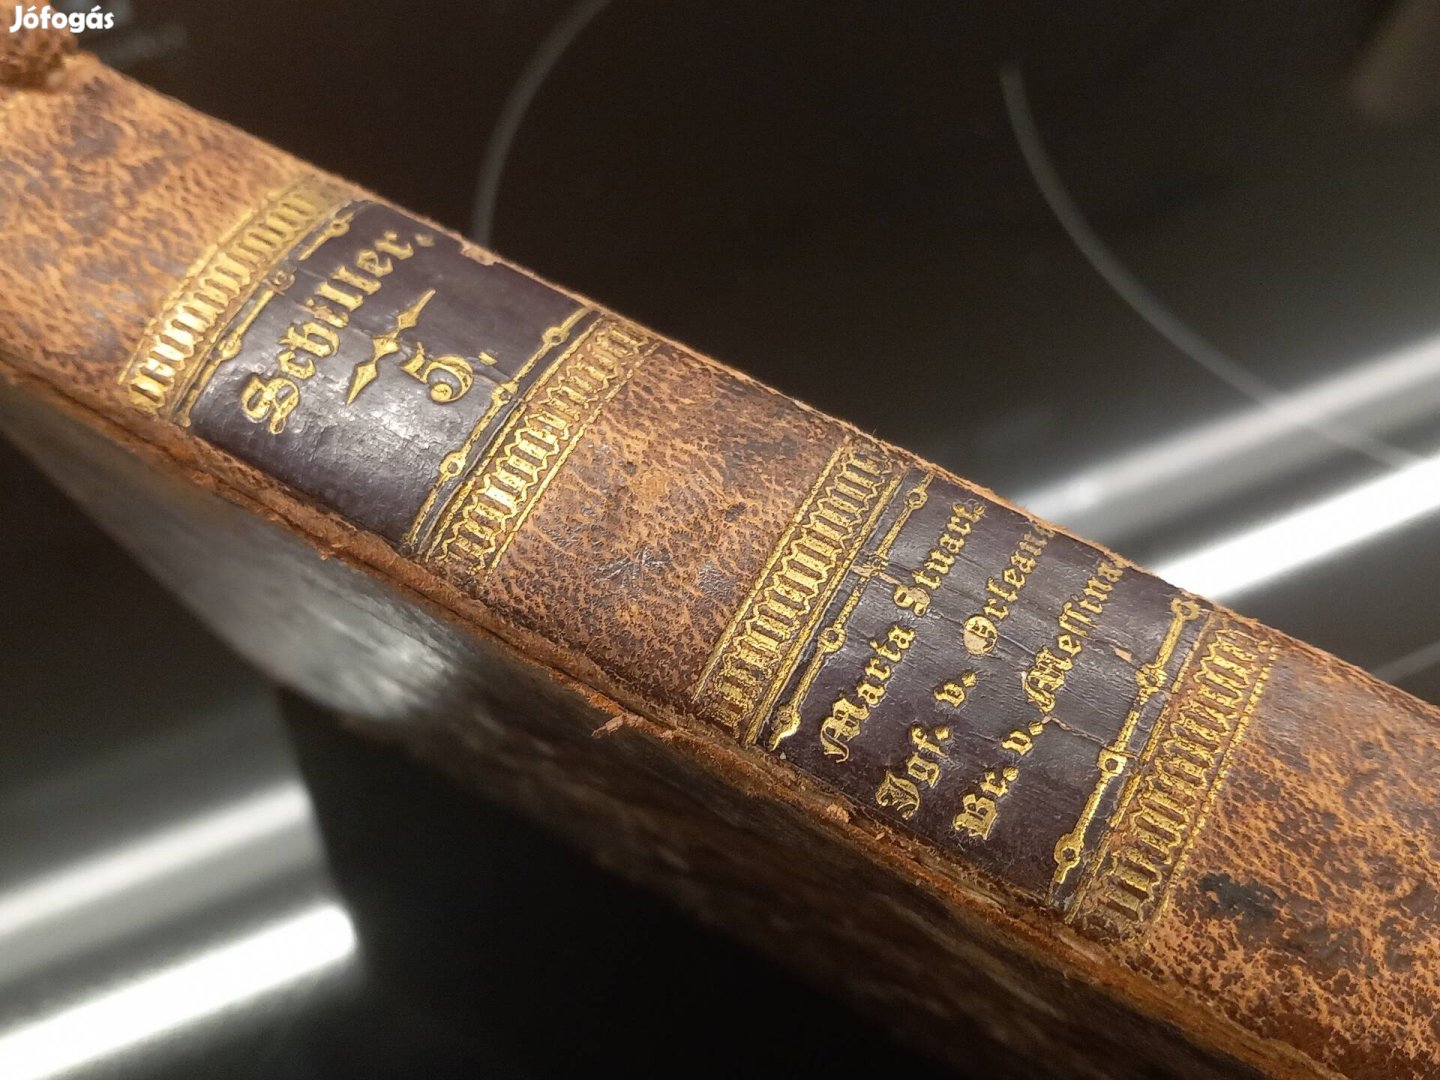 Jófogás
Schiller.
5.
Maria Stuart
Jgf. v. Orleans
Br. v. Messina